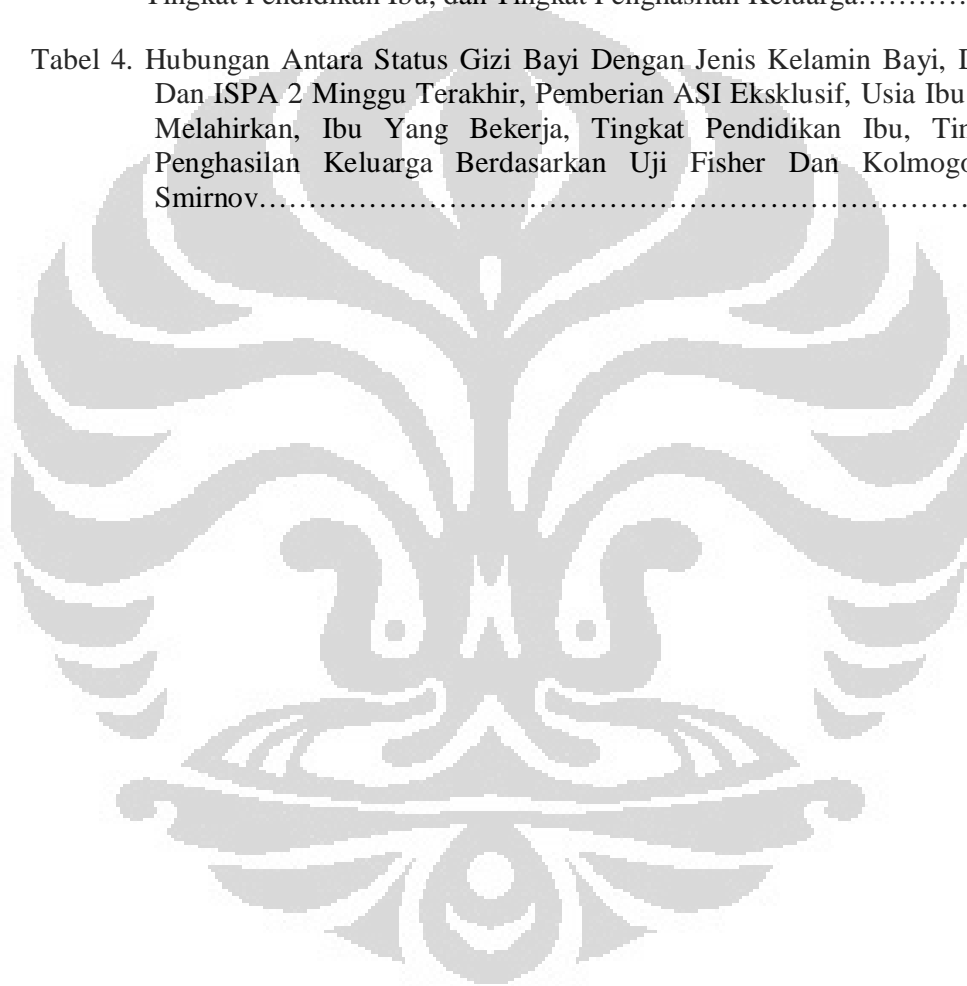 Tingkat Pendidikan Ibu, dan Tingkat Penghasilan Keluarga…………
Tabel 4. Hubungan Antara Status Gizi Bayi Dengan Jenis Kelamin Bayi,
Dan ISPA 2 Minggu Terakhir, Pemberian ASI Eksklusif, Usia Ibu
Melahirkan, Ibu Yang Bekerja, Tingkat Pendidikan Ibu,
Penghasilan Keluarga Berdasarkan Uji Fisher Dan
Smirnov……………………………………………………………